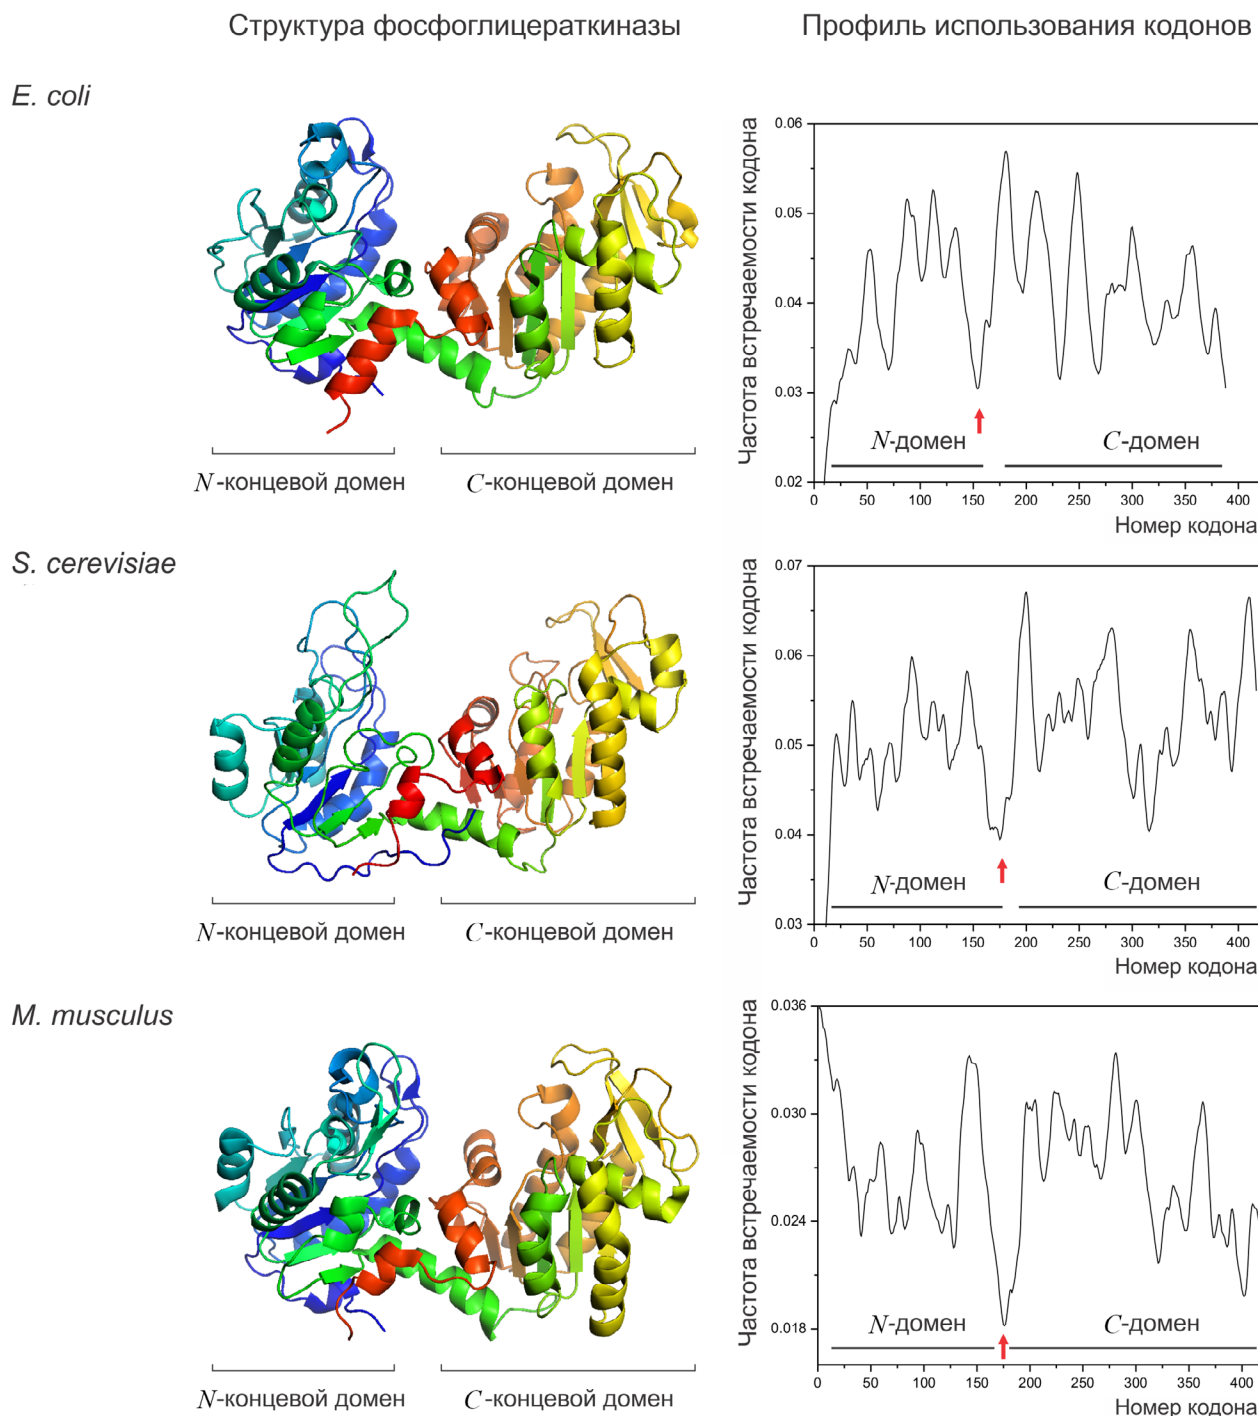 Структура фосфоглицераткиназы
Профиль использования кодонов
E. coli
N-концевой домен
C-концевой домен
Частота встречаемости кодона
0.06
0.05
0.04
0.03
0.02
N-домен
C-домен
0 50 100 150 200 250 300 350 400
Номер кодона
S. cerevisiae
N-концевой домен
C-концевой домен
Частота встречаемости кодона
0.07
0.06
0.05
0.04
0.03
N-домен
C-домен
0 50 100 150 200 250 300 350 400
Номер кодона
M. musculus
N-концевой домен
C-концевой домен
Частота встречаемости кодона
0.036
0.030
0.024
0.018
N-домен
C-домен
0 50 100 150 200 250 300 350 400
Номер кодона